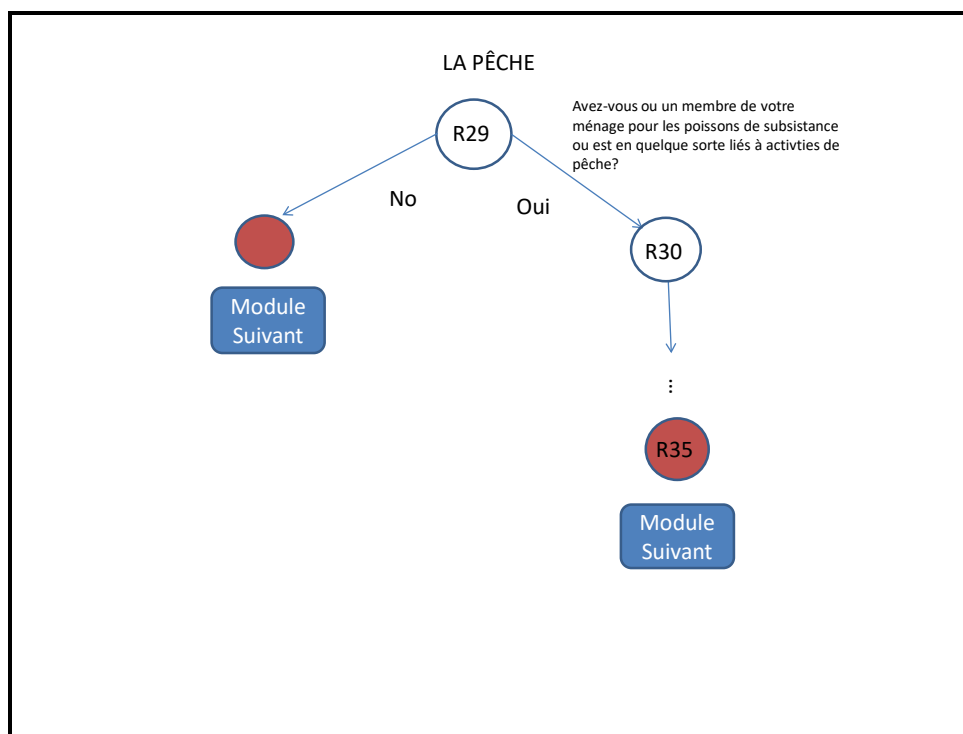 LA PÊCHE
R29
Avez-vous ou un membre de votre
ménage pour les poissons de subsistance
ou est en quelque sorte liés à activties de
pêche?
No
Oui
R30
Module
Suivant
...
R35
Module
Suivant